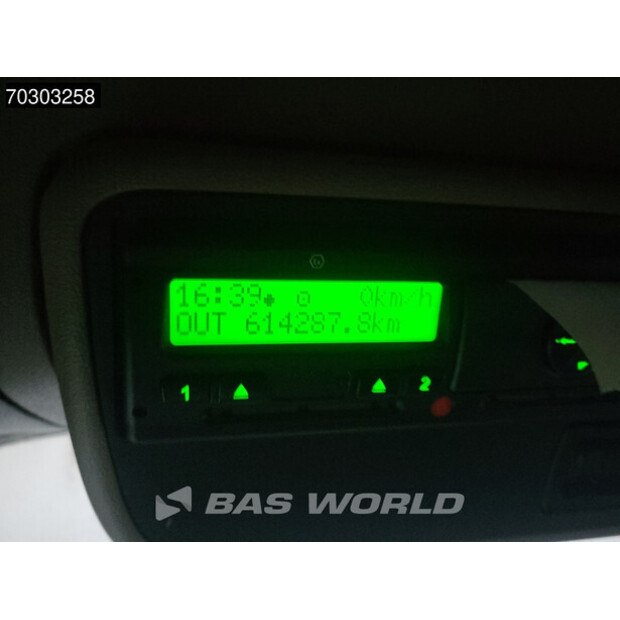 70303258
16:39 0km/h
OUT 614287.8km
1 2
BAS WORLD